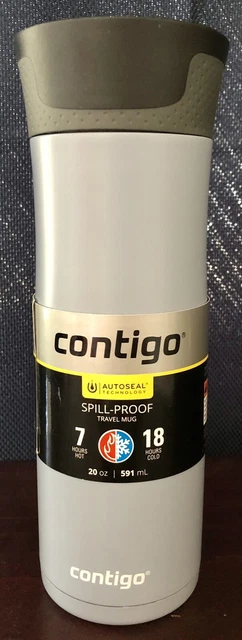 contigo®
AUTOSEAL®
TECHNOLOGY
SPILL-PROOF
TRAVEL MUG
7 18
HOURS HOURS
HOT COLD
20 oz | 591 mL
contigo®